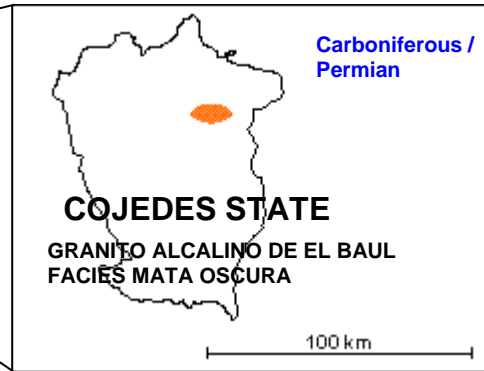 Carboniferous /
Permian
COJEDES STATE
GRANITO ALCALINO DE EL BAUL
FACIES MATA OSCURA
100 km